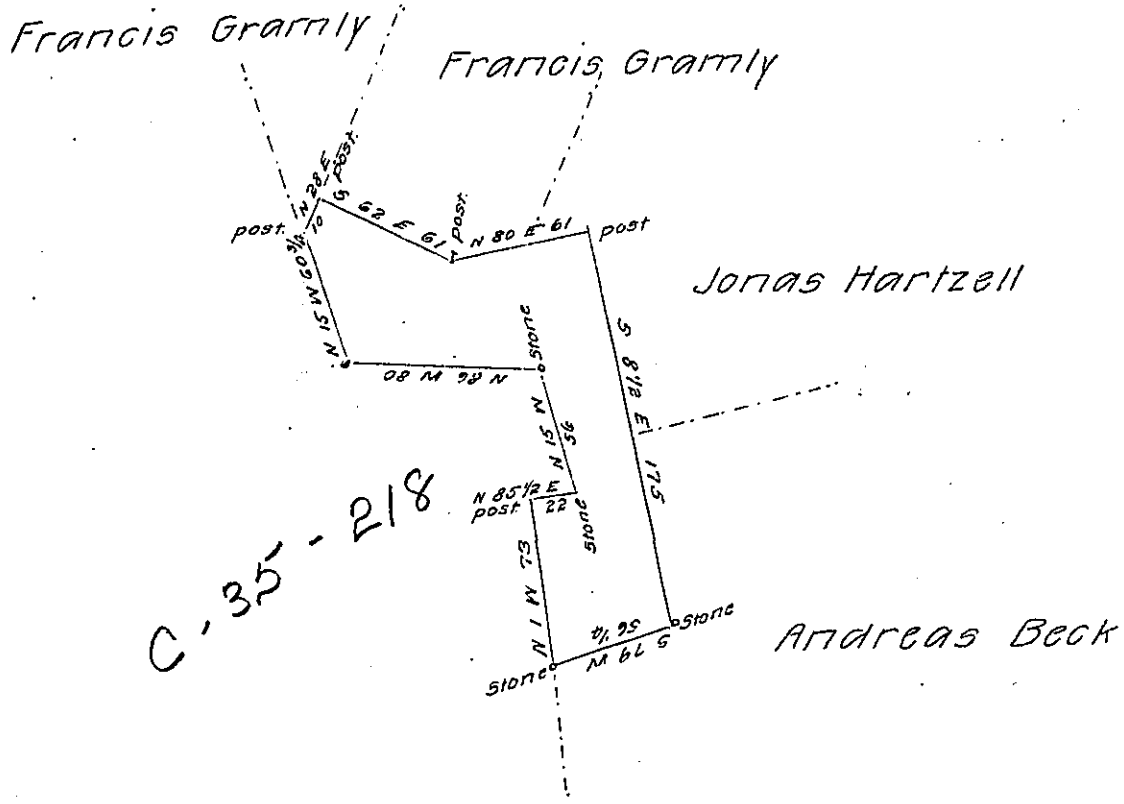 Francis Gramly
Francis Gramly
N 28 E
10
post.
post.
S 62 E 61
post.
N 80 E 61
post
Jonas Hartzell
N 15 W 60 3/4
N 86 W 80
Stone
S 8 1/2 E 175
N 15 W
56
N 85 1/2 E
22
post
Stone
C-35-218
N 1 W 73
56 1/4
S 79 W
Stone
Stone
Andreas Beck